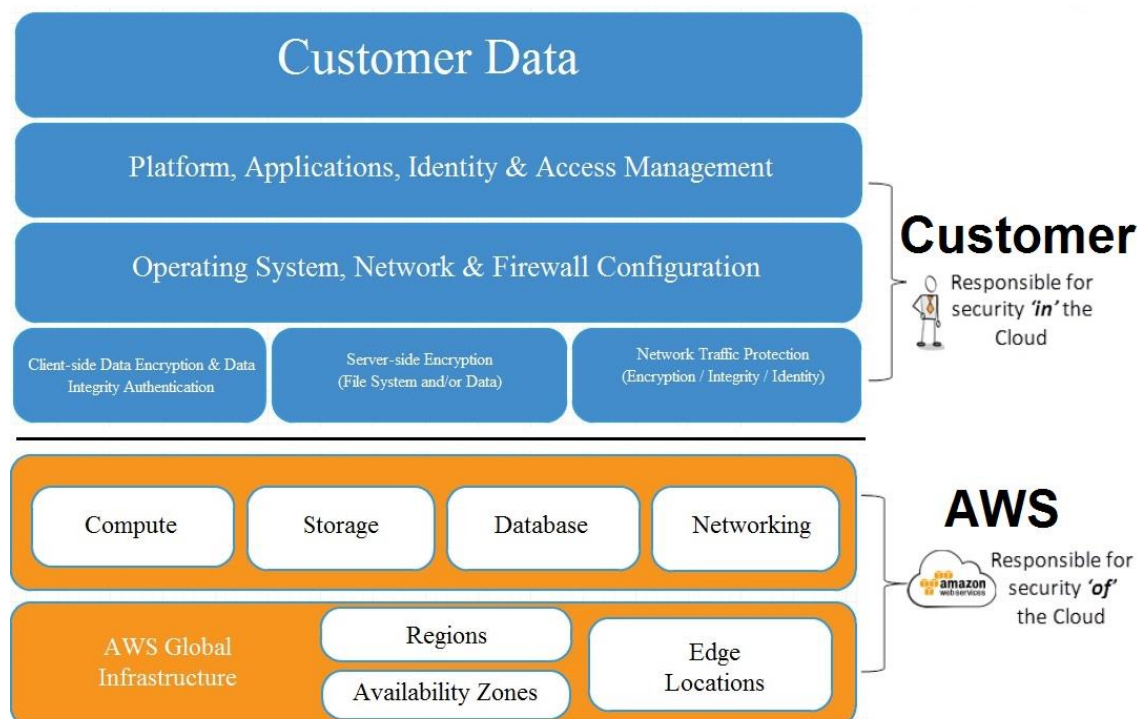 Customer Data
Platform, Applications, Identity & Access Management
Operating System, Network & Firewall Configuration
Client-side Data Encryption & Data
Integrity Authentication
Server-side Encryption
(File System and/or Data)
Network Traffic Protection
(Encryption / Integrity / Identity)
Customer
Responsible for
security 'in' the
Cloud
Compute
Storage
Database
Networking
AWS
amazon
web services
Responsible for
security 'of'
the Cloud
AWS Global
Infrastructure
Regions
Availability Zones
Edge
Locations